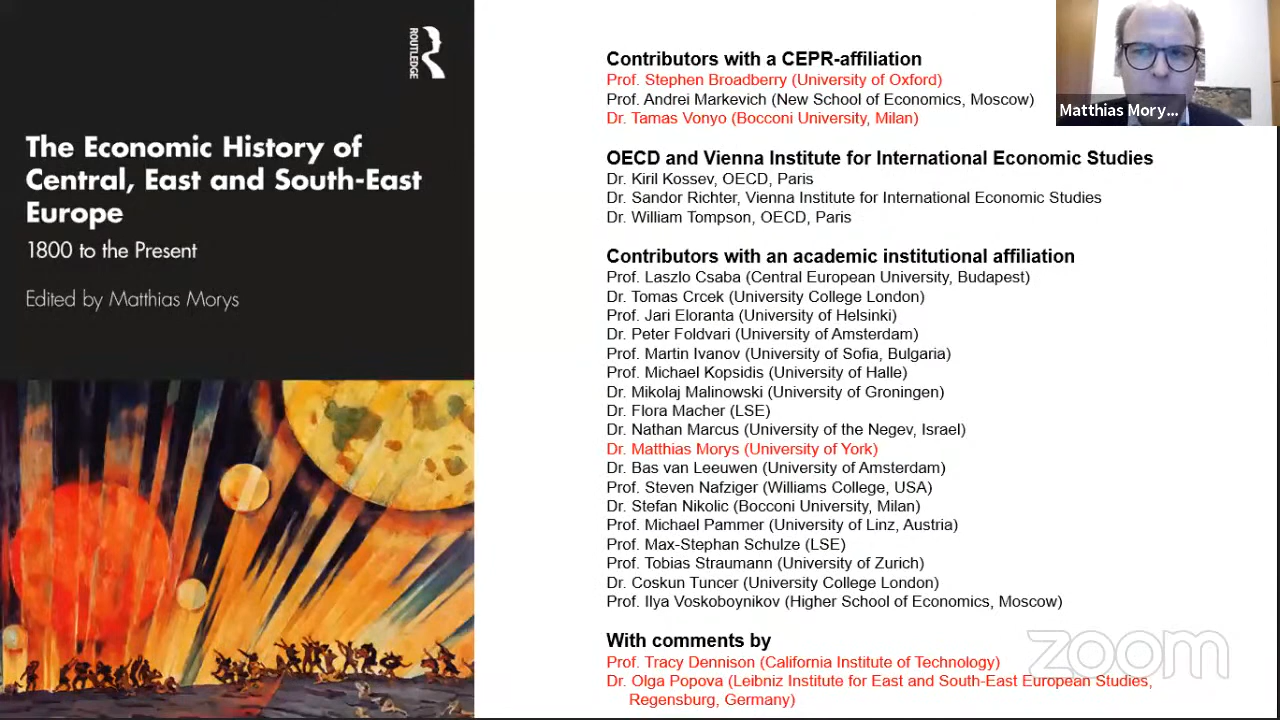 ROUTLEDGE
The Economic History of
Central, East and South-East
Europe
1800 to the Present
Edited by Matthias Morys
Contributors with a CEPR-affiliation
Prof. Stephen Broadberry (University of Oxford)
Prof. Andrei Markevich (New School of Economics, Moscow)
Dr. Tamas Vonyo (Bocconi University, Milan)
OECD and Vienna Institute for International Economic Studies
Dr. Kiril Kossev, OECD, Paris
Dr. Sandor Richter, Vienna Institute for International Economic Studies
Dr. William Tompson, OECD, Paris
Contributors with an academic institutional affiliation
Prof. Laszlo Csaba (Central European University, Budapest)
Dr. Tomas Crcek (University College London)
Prof. Jari Eloranta (University of Helsinki)
Dr. Peter Foldvari (University of Amsterdam)
Prof. Martin Ivanov (University of Sofia, Bulgaria)
Prof. Michael Kopsidis (University of Halle)
Dr. Mikolaj Malinowski (University of Groningen)
Dr. Flora Macher (LSE)
Dr. Nathan Marcus (University of the Negev, Israel)
Dr. Matthias Morys (University of York)
Dr. Bas van Leeuwen (University of Amsterdam)
Prof. Steven Nafziger (Williams College, USA)
Dr. Stefan Nikolic (Bocconi University, Milan)
Prof. Michael Pammer (University of Linz, Austria)
Prof. Max-Stephan Schulze (LSE)
Prof. Tobias Straumann (University of Zurich)
Dr. Coskun Tuncer (University College London)
Prof. Ilya Voskoboynikov (Higher School of Economics, Moscow)
With comments by
Prof. Tracy Dennison (California Institute of Technology)
Dr. Olga Popova (Leibniz Institute for East and South-East European Studies,
Regensburg, Germany)
Matthias Mory...
zoom